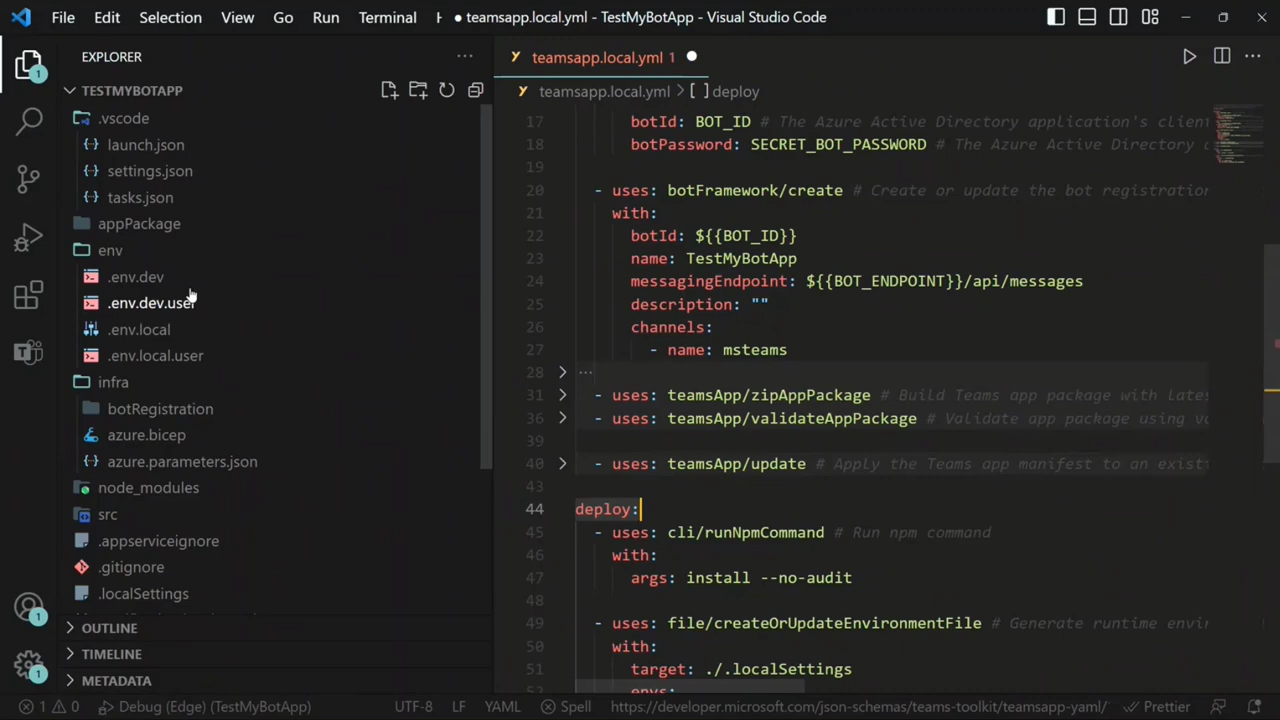 File Edit Selection View Go Run Terminal teamsapp.local.yml - TestMyBotApp - Visual Studio Code
EXPLORER
TESTMYBOTAPP
.vscode
launch.json
settings.json
tasks.json
appPackage
env
.env.dev
.env.dev.user
.env.local
.env.local.user
infra
botRegistration
azure.bicep
azure.parameters.json
node_modules
src
.appserviceignore
.gitignore
.localSettings
OUTLINE
TIMELINE
METADATA
1
1
1
teamsapp.local.yml 1
teamsapp.local.yml > [ ] deploy
17 botId: BOT_ID # The Azure Active Directory application's
18 botPassword: SECRET_BOT_PASSWORD # The Azure Active Directory
19
20 - uses: botFramework/create # Create or update the bot registration
21 with:
22 botId: ${{BOT_ID}}
23 name: TestMyBotApp
24 messagingEndpoint: ${{BOT_ENDPOINT}}/api/messages
25 description: ""
26 channels:
27 - name: msteams
28 ...
31 - uses: teamsApp/zipAppPackage # Build Teams app package with
36 - uses: teamsApp/validateAppPackage # Validate app package using
39
40 - uses: teamsApp/update # Apply the Teams app manifest to an
43
44 deploy:
45 - uses: cli/runNpmCommand # Run npm command
46 with:
47 args: install --no-audit
48
49 - uses: file/createOrUpdateEnvironmentFile # Generate runtime
50 with:
51 target: ./.localSettings
52 envs:
1 0 Debug (Edge) (TestMyBotApp) UTF-8 LF YAML Spell https://developer.microsoft.com/json-schemas/teams-toolkit/teamsapp-yaml/ Prettier